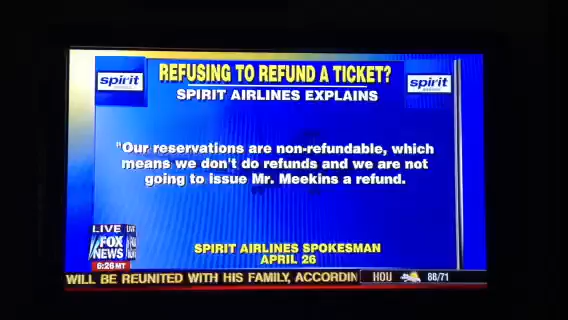 REFUSING TO REFUND A TICKET?
spirit
spirit
SPIRIT AIRLINES EXPLAINS
"Our reservations are non-refundable, which
means we don't do refunds and we are not
going to issue Mr. Meekins a refund.
SPIRIT AIRLINES SPOKESMAN
APRIL 26
LIVE
FOX
NEWS
6:26 MT
WILL BE REUNITED WITH HIS FAMILY, ACCORDIN
HOU 88/71